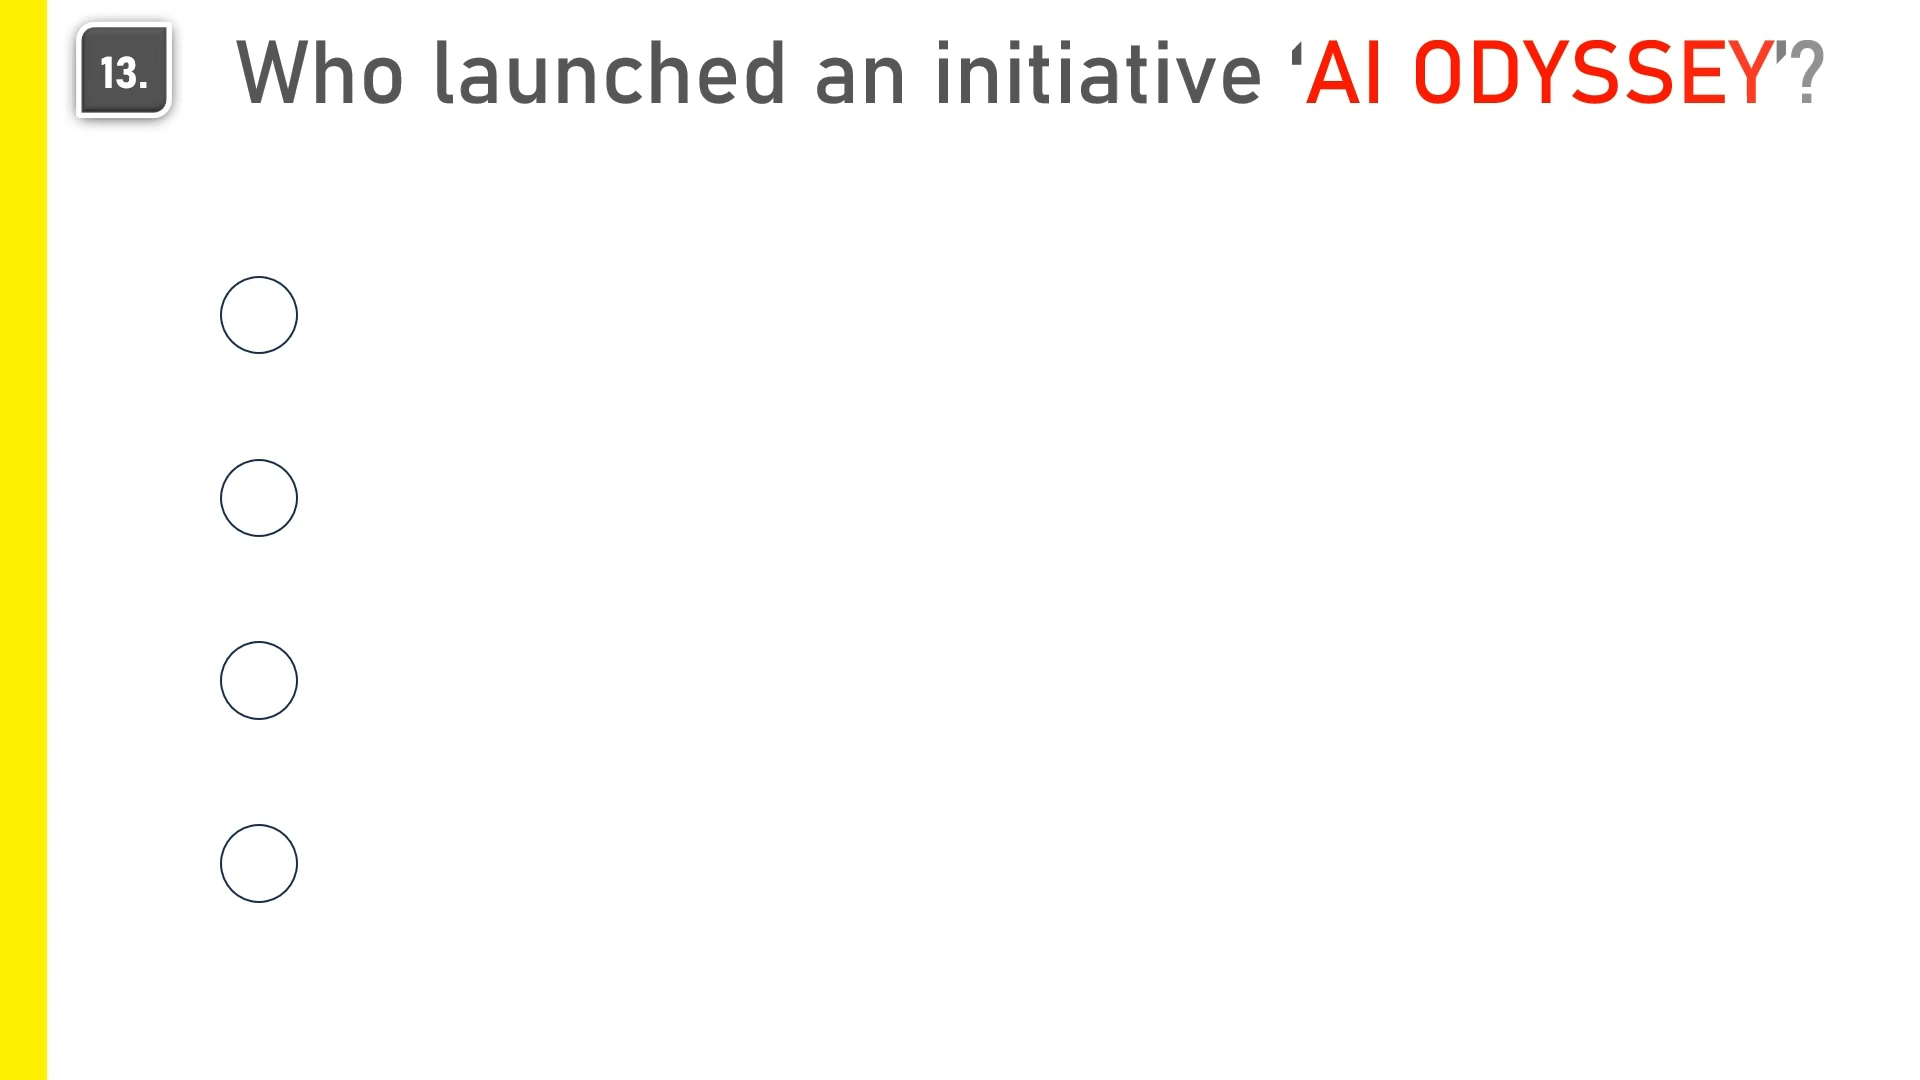 13.
Who launched an initiative ‘AI ODYSSEY’?